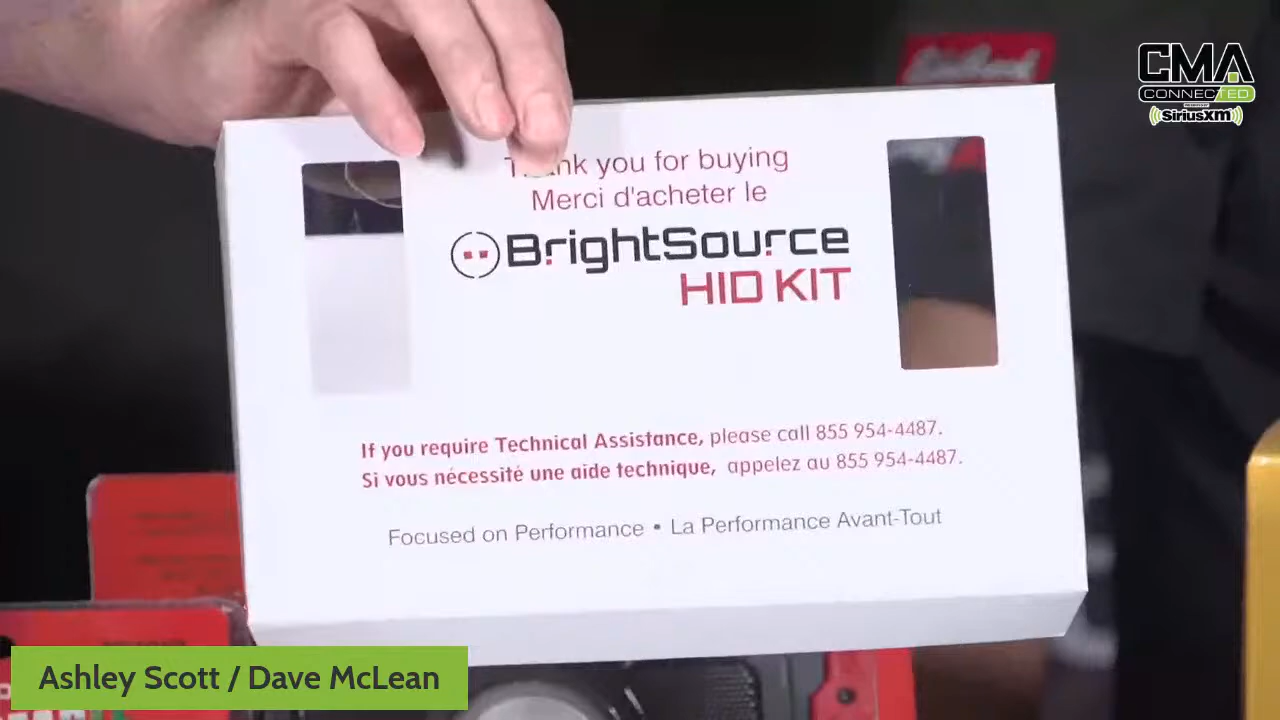 CMA
CONNECTED
SiriusXM
Thank you for buying
Merci d'acheter le
BrightSource
HID KIT
If you require Technical Assistance, please call 855 954-4487.
Si vous nécessité une aide technique, appelez au 855 954-4487.
Focused on Performance • La Performance Avant-Tout
Ashley Scott / Dave McLean